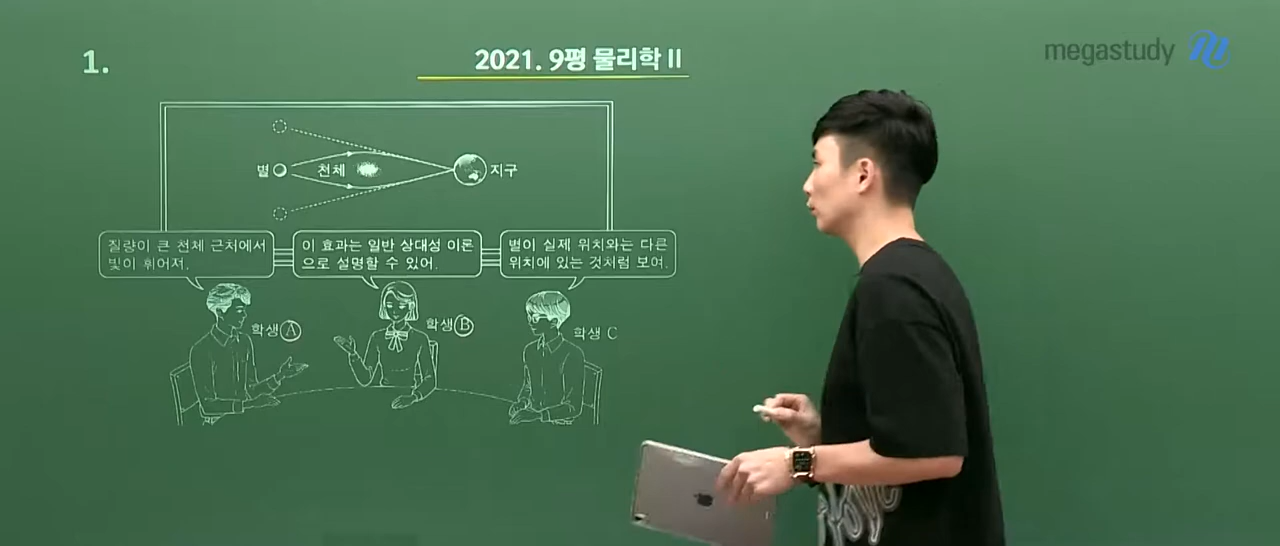 1.
2021. 9평 물리학 II
megastudy M
별
천체
지구
질량이 큰 천체 근처에서
빛이 휘어져.
이 효과는 일반 상대성 이론
으로 설명할 수 있어.
별이 실제 위치와는 다른
위치에 있는 것처럼 보여.
학생 A
학생 B
학생 C